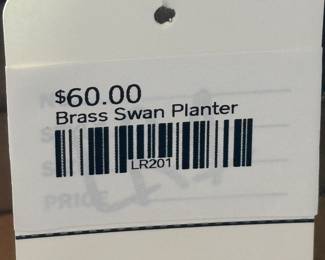 $60.00
Brass Swan Planter
LR201
PRICE